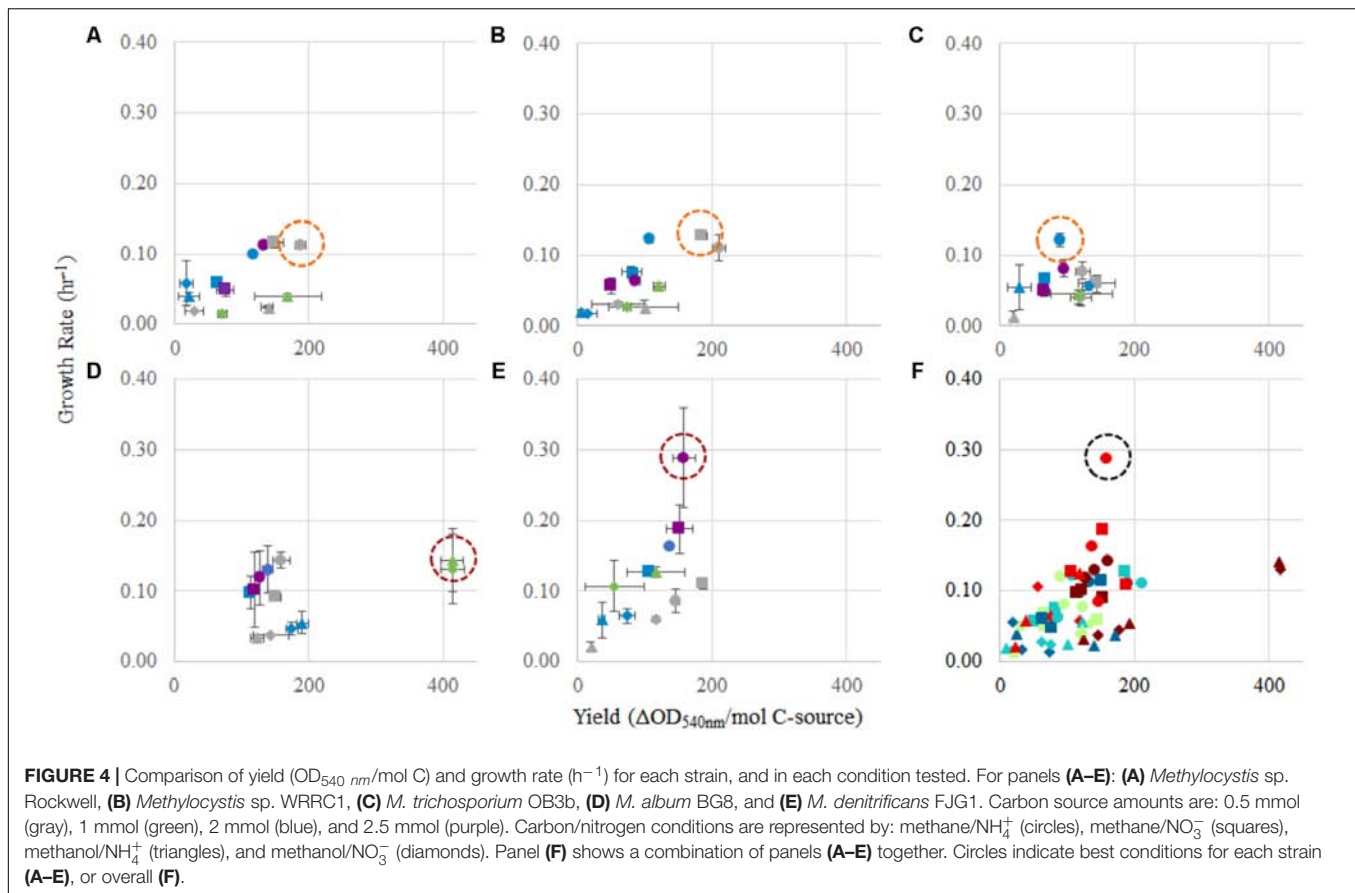 A
B
C
0.40 0.40 0.40
0.30 0.30 0.30
0.20 0.20 0.20
0.10 0.10 0.10
0.00 0.00 0.00
0 200 400 0 200 400 0 200 400
Growth Rate (hr⁻¹)
D
E
F
0.40 0.40 0.40
0.30 0.30 0.30
0.20 0.20 0.20
0.10 0.10 0.10
0.00 0.00 0.00
0 200 400 0 200 400 0 200 400
Yield (ΔOD540nm/mol C-source)
FIGURE 4 | Comparison of yield (OD540 nm/mol C) and growth rate (h⁻¹) for each strain, and in each condition tested. For panels (A–E): (A) Methylocystis sp.
Rockwell, (B) Methylocystis sp. WRRC1, (C) M. trichosporium OB3b, (D) M. album BG8, and (E) M. denitrificans FJG1. Carbon source amounts are: 0.5 mmol
(gray), 1 mmol (green), 2 mmol (blue), and 2.5 mmol (purple). Carbon/nitrogen conditions are represented by: methane/NH₄⁺ (circles), methane/NO₃⁻ (squares),
methanol/NH₄⁺ (triangles), and methanol/NO₃⁻ (diamonds). Panel (F) shows a combination of panels (A–E) together. Circles indicate best conditions for each strain
(A–E), or overall (F).